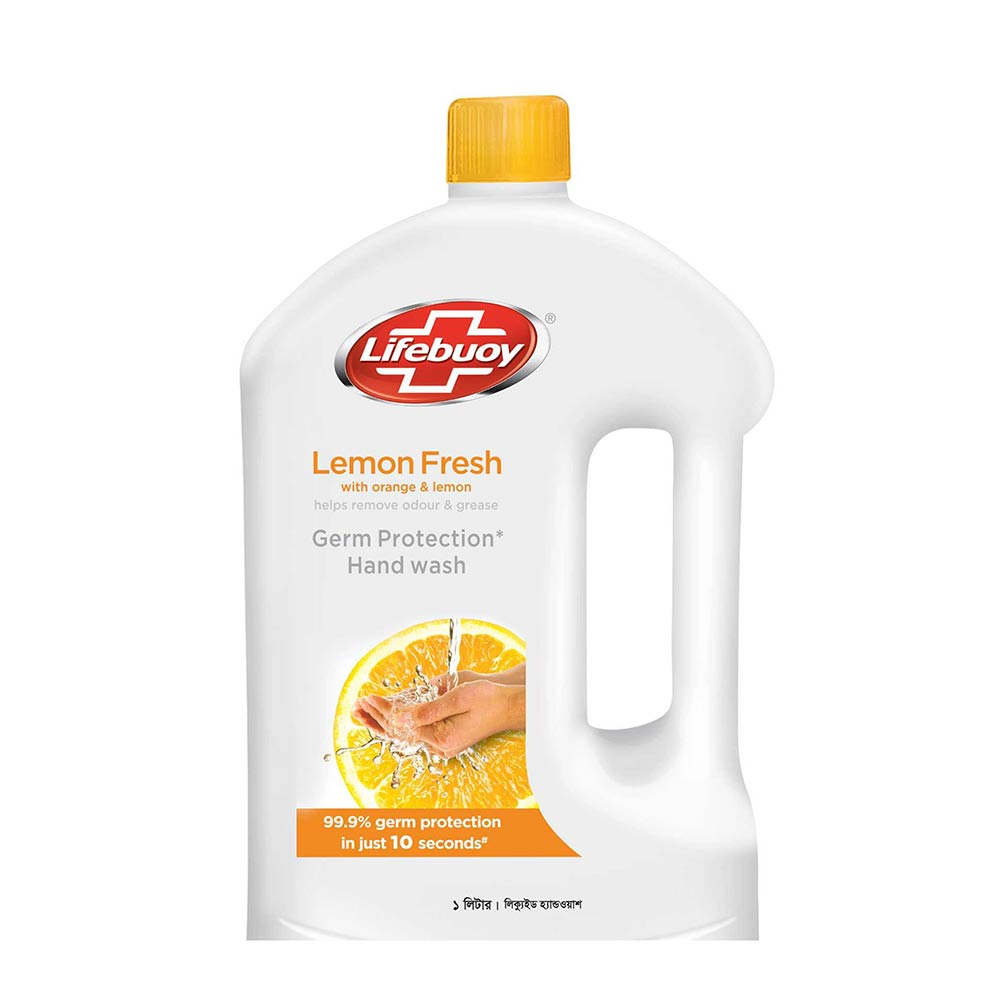 Lifebuoy
®
Lemon Fresh
with orange & lemon
helps remove odour & grease
Germ Protection*
Hand wash
99.9% germ protection
in just 10 seconds#
১ লিটার । লিক্যুইড হ্যান্ডওয়াশ